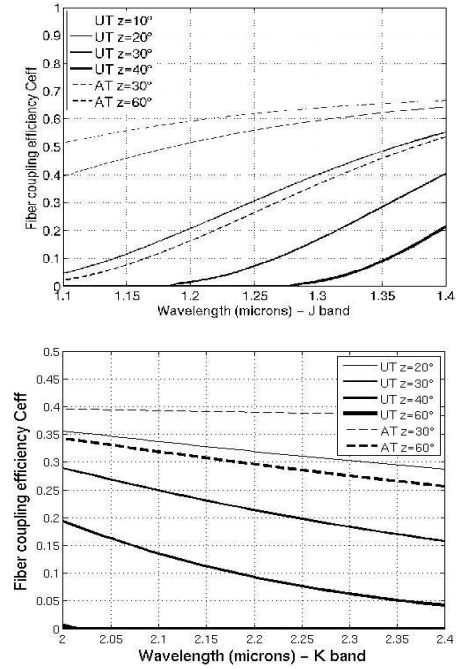 0.9
0.8
0.7
0.6
0.5
0.4
0.3
0.2
0.1
0
Fiber coupling efficiency Ceff
UT z=10°
UT z=20°
UT z=30°
UT z=40°
AT z=30°
AT z=60°
1.1
1.15
1.2
1.25
1.3
1.35
1.4
Wavelength (microns) – J band
0.5
0.45
0.4
0.35
0.3
0.25
0.2
0.15
0.1
0.05
0
Fiber coupling efficiency Ceff
UT z=20°
UT z=30°
UT z=40°
UT z=60°
AT z=30°
AT z=60°
2
2.05
2.1
2.15
2.2
2.25
2.3
2.35
2.4
Wavelength (microns) – K band